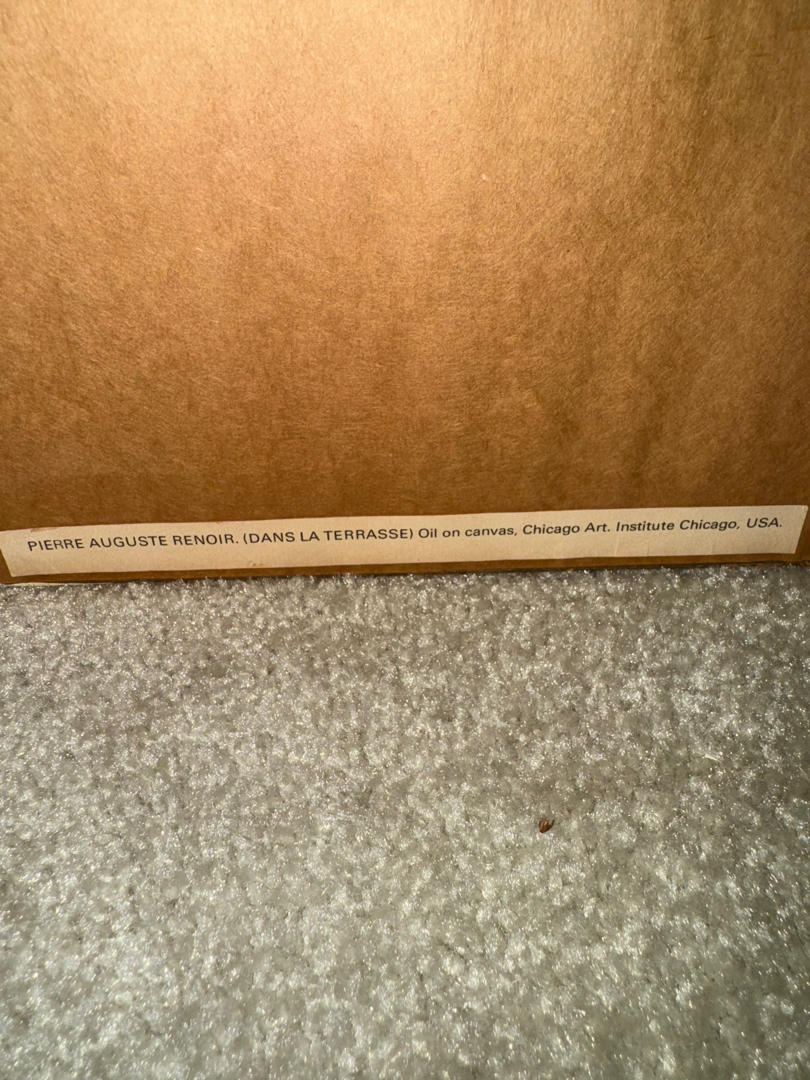 PIERRE AUGUSTE RENOIR. (DANS LA TERRASSE) Oil on canvas, Chicago Art. Institute Chicago, USA.